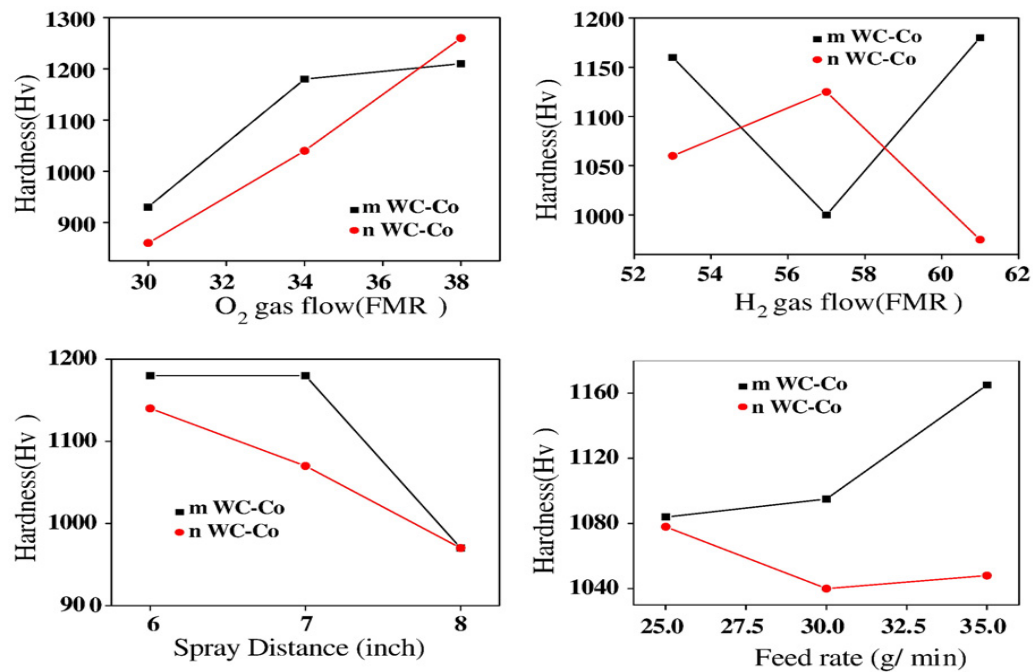 1300
1200
1100
1000
900
Hardness(Hv )
m WC-Co
n WC-Co
30 32 34 36 38
O2 gas flow(FMR )
1200
1150
1100
1050
1000
Hardness(Hv )
m WC-Co
n WC-Co
52 54 56 58 60 62
H2 gas flow(FMR )
1200
1100
1000
90 0
Hardness(Hv )
m WC-Co
n WC-Co
6 7 8
Spray Distance (inch)
1160
1120
1080
1040
Hardness(Hv )
m WC-Co
n WC-Co
25.0 27.5 30.0 32.5 35.0
Feed rate (g/ min)